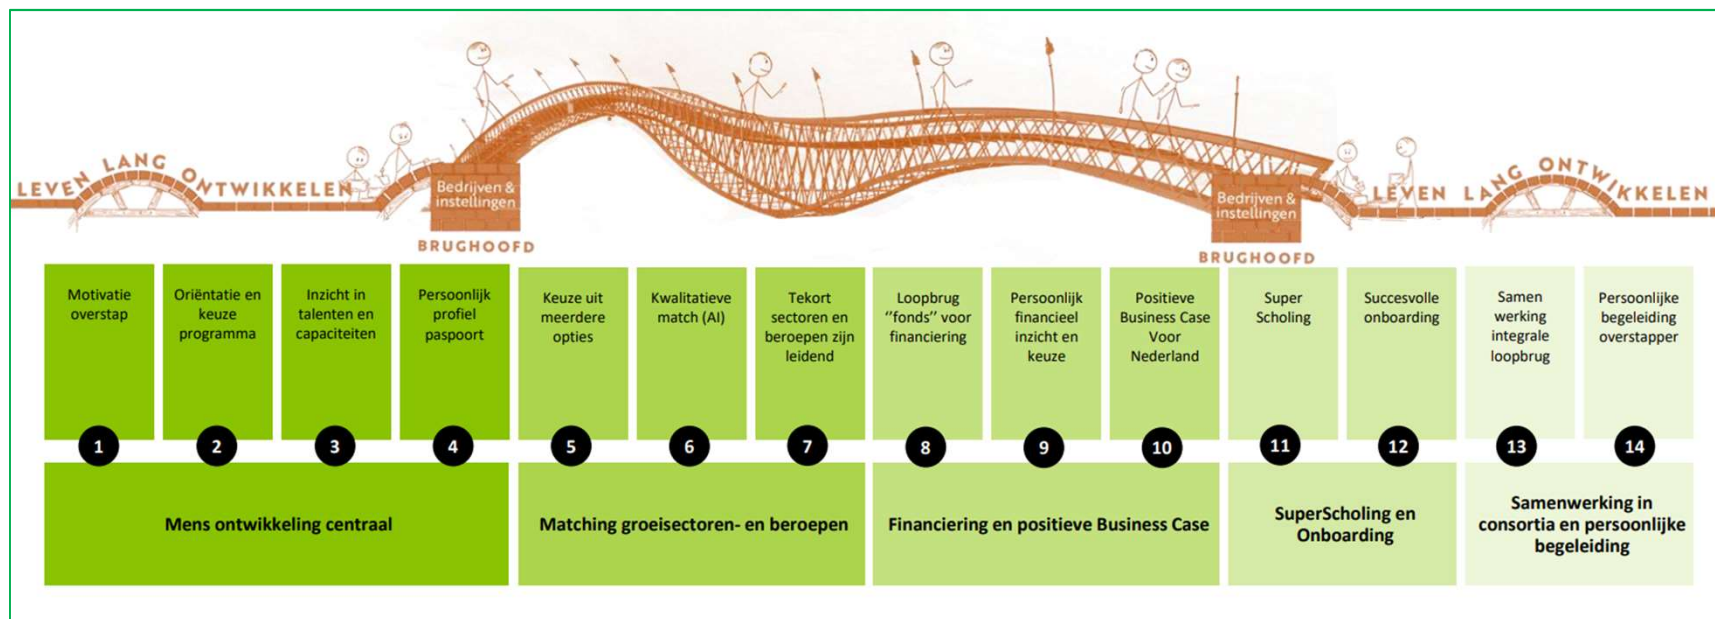 LEVEN LANG ONTWIKKELEN
Bedrijven &
instellingen
BRUGHOOFD
Bedrijven &
instellingen
BRUGHOOFD
LEVEN LANG ONTWIKKELEN
Motivatie
overstap
1
Oriëntatie en
keuze
programma
2
Inzicht in
talenten en
capaciteiten
3
Persoonlijk
profiel
paspoort
4
Keuze uit
meerdere
opties
5
Kwalitatieve
match (AI)
6
Tekort
sectoren en
beroepen zijn
leidend
7
Loopbrug
‘‘fonds’’ voor
financiering
8
Persoonlijk
financieel
inzicht en
keuze
9
Positieve
Business Case
Voor
Nederland
10
Super
Scholing
11
Succesvolle
onboarding
12
Samen
werking
integrale
loopbrug
13
Persoonlijke
begeleiding
overstapper
14
Mens ontwikkeling centraal
Matching groeisectoren- en beroepen
Financiering en positieve Business Case
SuperScholing en
Onboarding
Samenwerking in
consortia en persoonlijke
begeleiding